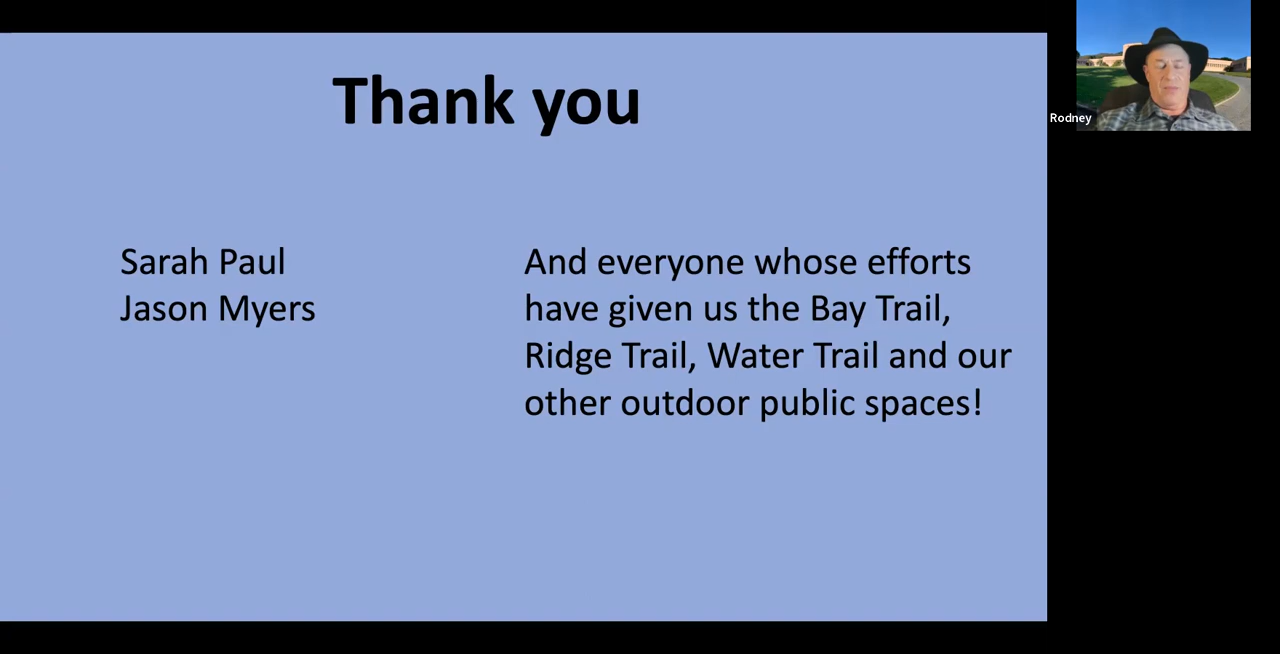 Thank you
Sarah Paul
Jason Myers
And everyone whose efforts
have given us the Bay Trail,
Ridge Trail, Water Trail and our
other outdoor public spaces!
Rodney